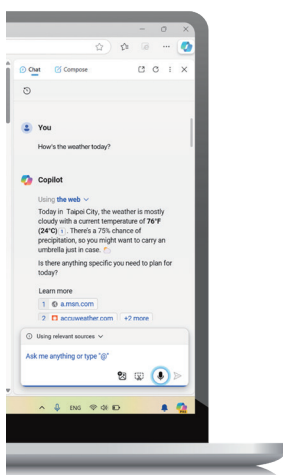 Chat Compose
You
How's the weather today?
Copilot
Using the web
Today in Taipei City, the weather is mostly
cloudy with a current temperature of 76°F
(24°C) 1 . There's a 75% chance of
precipitation, so you might want to carry an
umbrella just in case.
Is there anything specific you need to plan for
today?
Learn more
1 a.msn.com
2 accuweather.com +2 more
Using relevant sources
Ask me anything or type "@"
ENG